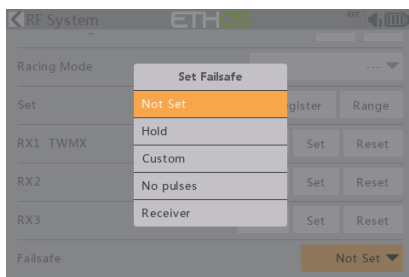 RF System ETHOS EXT
Racing Mode ---
Set Failsafe
Set gister Range
Not Set
Hold
RX1 TWMX Set Reset
Custom
RX2 Set Reset
No pulses
RX3 Set Reset
Receiver
Failsafe Not Set